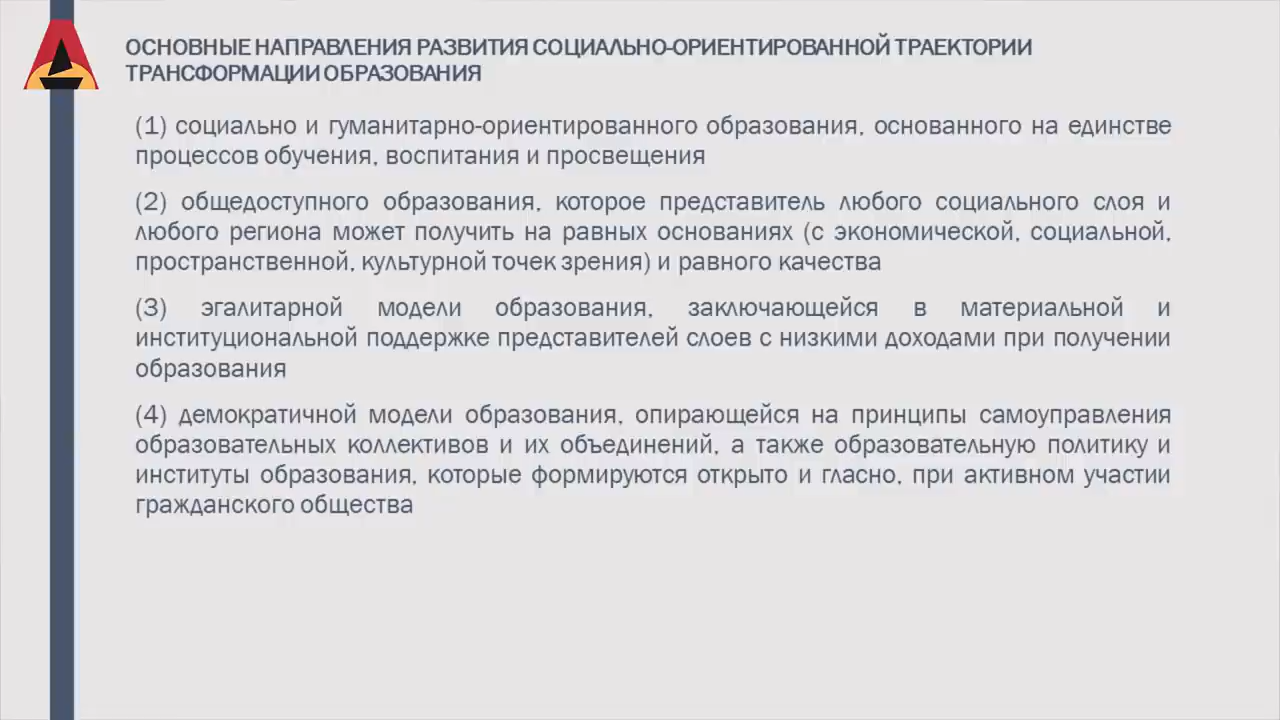 ОСНОВНЫЕ НАПРАВЛЕНИЯ РАЗВИТИЯ СОЦИАЛЬНО-ОРИЕНТИРОВАННОЙ ТРАЕКТОРИИ
ТРАНСФОРМАЦИИ ОБРАЗОВАНИЯ
(1) социально и гуманитарно-ориентированного образования, основанного на единстве
процессов обучения, воспитания и просвещения
(2) общедоступного образования, которое представитель любого социального слоя и
любого региона может получить на равных основаниях (с экономической, социальной,
пространственной, культурной точек зрения) и равного качества
(3) эгалитарной модели образования, заключающейся в материальной и
институциональной поддержке представителей слоев с низкими доходами при получении
образования
(4) демократичной модели образования, опирающейся на принципы самоуправления
образовательных коллективов и их объединений, а также образовательную политику и
институты образования, которые формируются открыто и гласно, при активном участии
гражданского общества